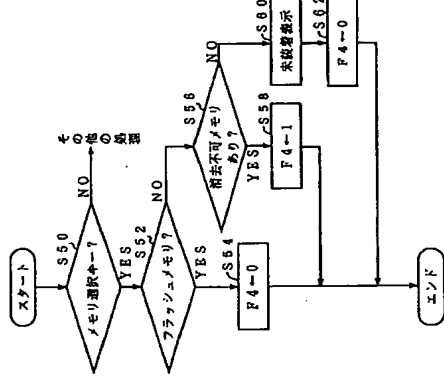 スタート
S50
メモリ選択キー?
NO
その他の処理
YES
S52
フラッシュメモリ?
NO
YES
S54
F4←0
S56
消去不可メモリ
あり?
NO
YES
S58
F4←1
S60
未装着表示
S62
F4←0
エンド